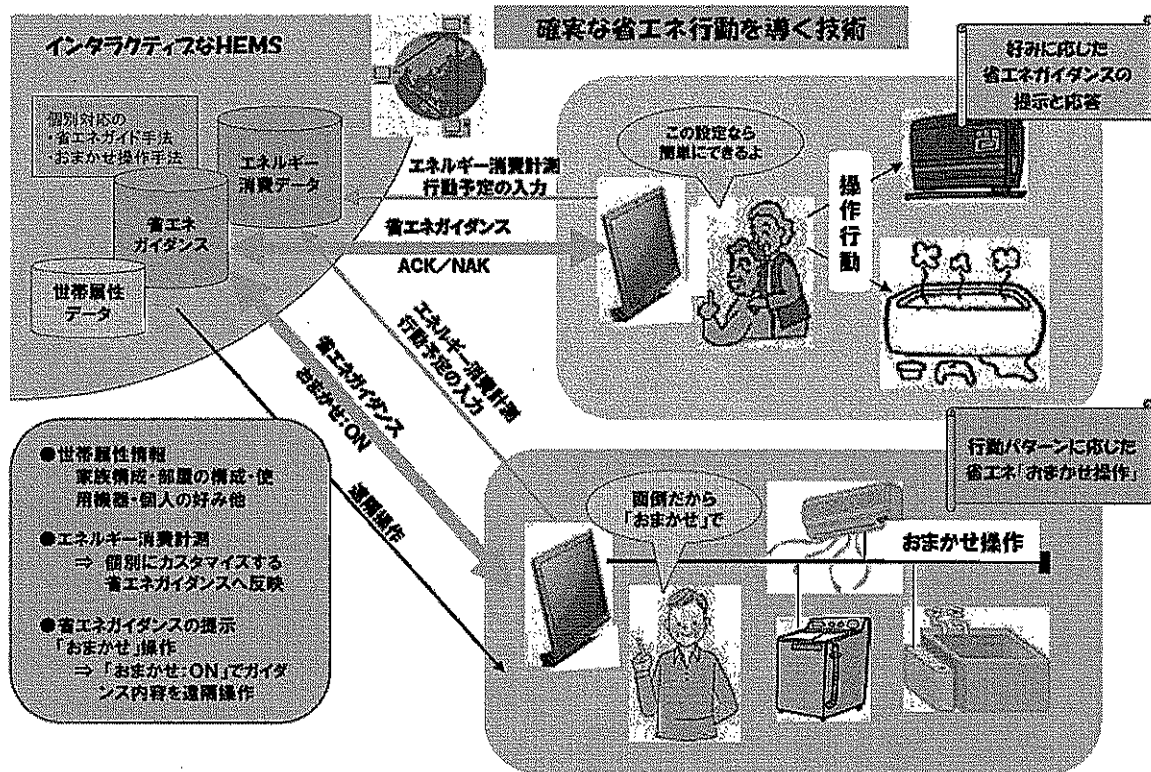 インタラクティブなHEMS
確実な省エネ行動を導く技術
好みに応じた
省エネガイダンスの
提示と応答
個別対応の
・省エネガイド手法
・おまかせ操作手法
エネルギー
消費データ
省エネ
ガイダンス
世帯属性
データ
エネルギー消費計測
行動予定の入力
省エネガイダンス
ACK/NAK
この設定なら
簡単にできるよ
操作行動
エネルギー消費計測
行動予定の入力
省エネガイダンス
おまかせ:ON
遠隔操作
行動パターンに応じた
省エネ「おまかせ操作」
面倒だから
「おまかせ」で
おまかせ操作
●世帯属性情報
家族構成・部屋の構成・使
用機器・個人の好み他
●エネルギー消費計測
⇒ 個別にカスタマイズする
省エネガイダンスへ反映
●省エネガイダンスの提示
「おまかせ」操作
⇒ 「おまかせ:ON」でガイダ
ンス内容を遠隔操作